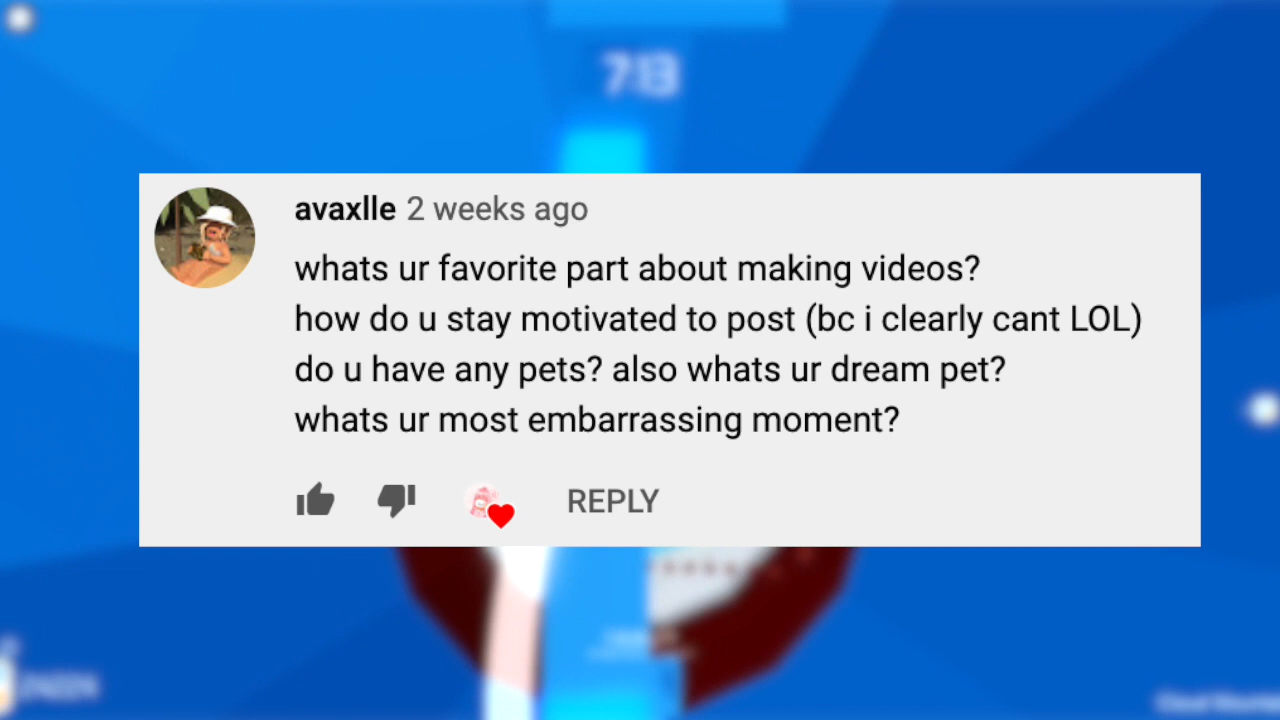 avaxlle 2 weeks ago
whats ur favorite part about making videos?
how do u stay motivated to post (bc i clearly cant LOL)
do u have any pets? also whats ur dream pet?
whats ur most embarrassing moment?
REPLY